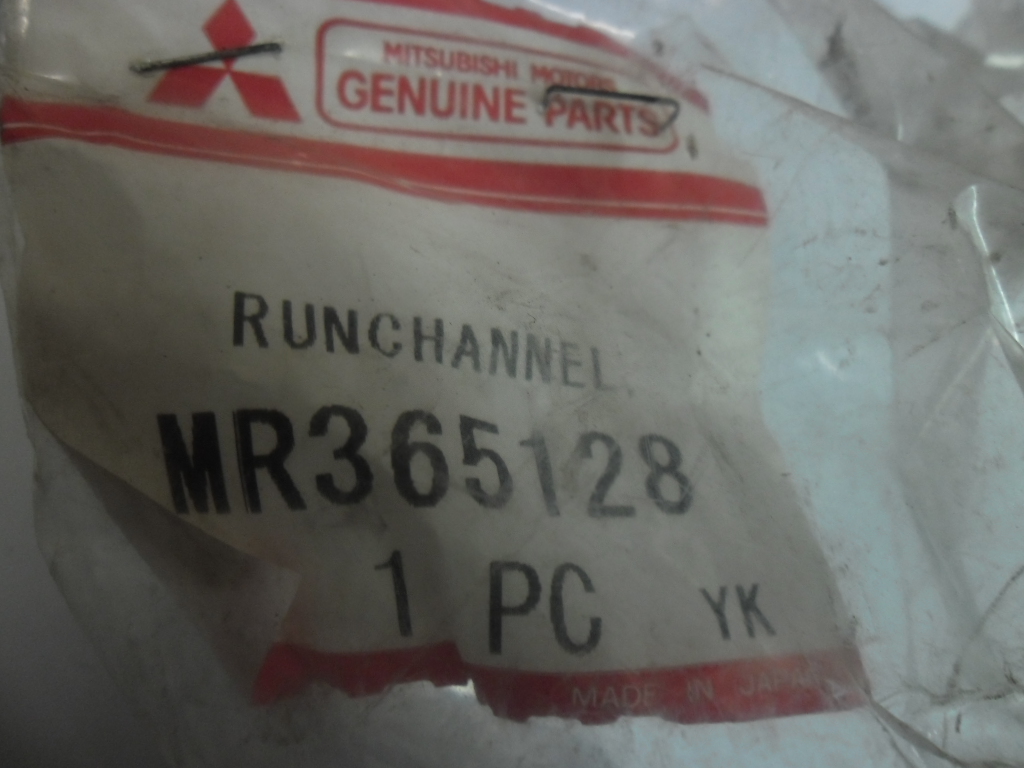 MITSUBISHI MOTORS
GENUINE PARTS
RUNCHANNEL
MR365128
1 PC YK
MADE IN JAPAN